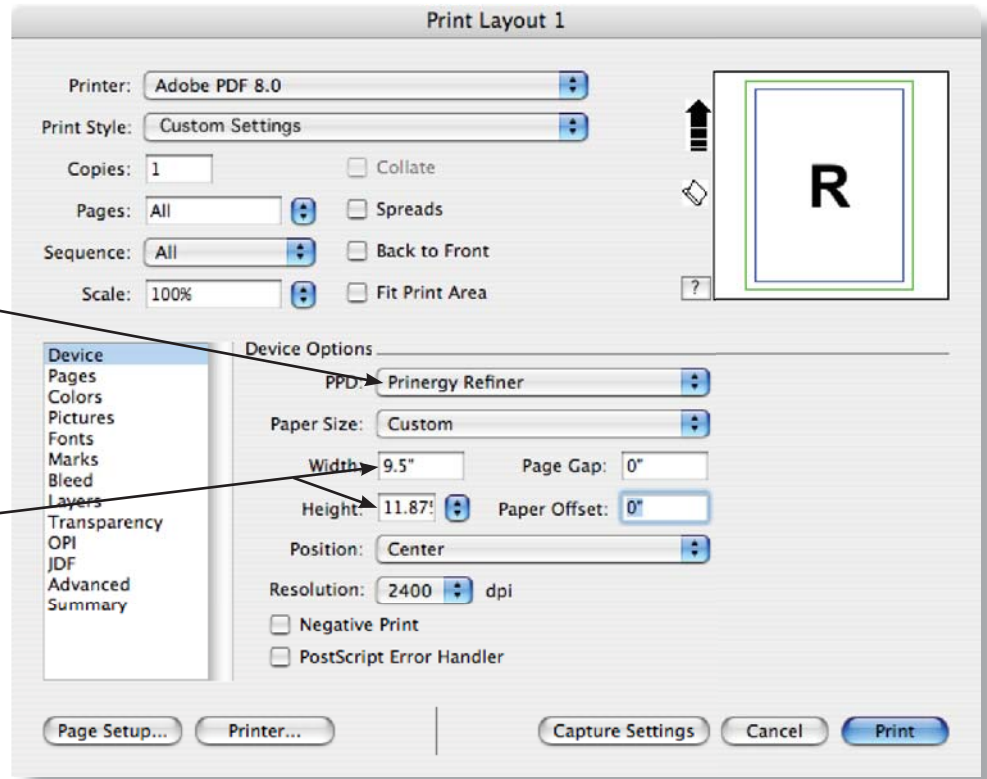 Print Layout 1
Printer: Adobe PDF 8.0
Print Style: Custom Settings
Copies: 1 Collate
Pages: All Spreads
Sequence: All Back to Front
Scale: 100% Fit Print Area
R
?
Device
Pages
Colors
Pictures
Fonts
Marks
Bleed
Layers
Transparency
OPI
JDF
Advanced
Summary
Device Options
PPD: Prinergy Refiner
Paper Size: Custom
Width: 9.5" Page Gap: 0"
Height: 11.87 Paper Offset: 0"
Position: Center
Resolution: 2400 dpi
Negative Print
PostScript Error Handler
Page Setup... Printer... Capture Settings Cancel Print